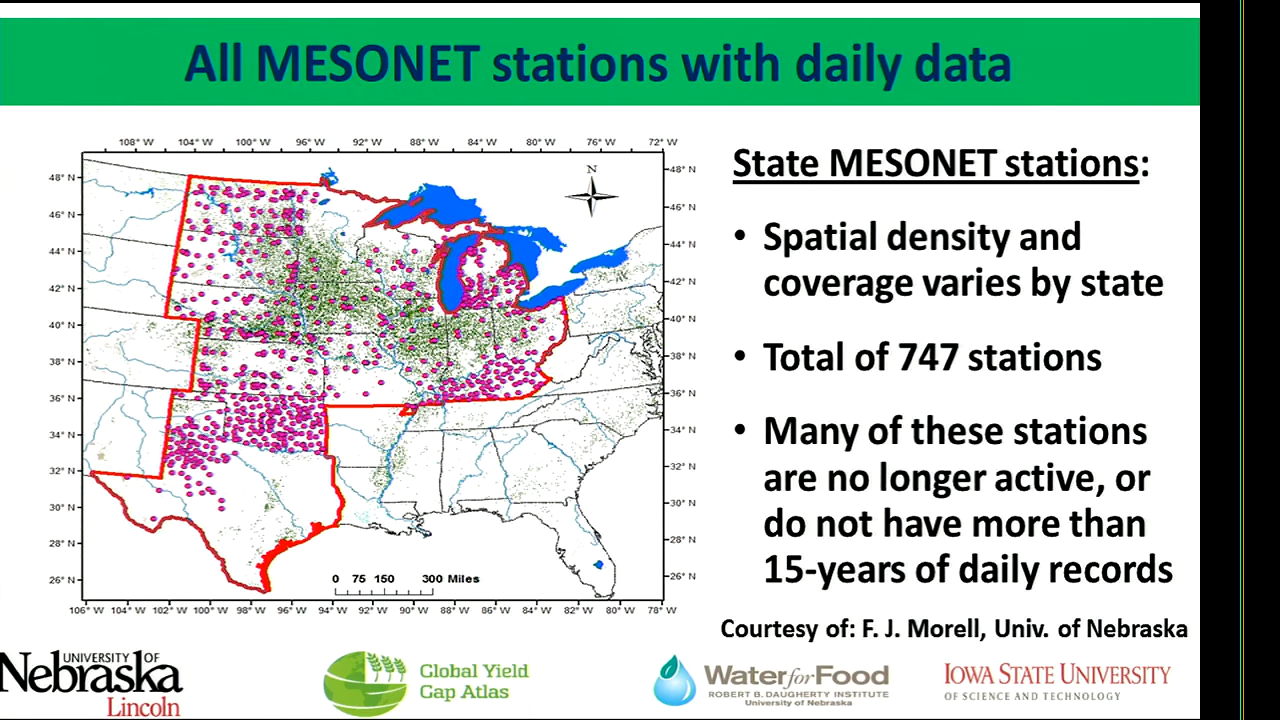 All MESONET stations with daily data
108° W 104° W 100° W 96° W 92° W 88° W 84° W 80° W 76° W 72° W
N
48° N 48° N
46° N 46° N
44° N 44° N
42° N 42° N
40° N 40° N
38° N 38° N
36° N 36° N
34° N 34° N
32° N 32° N
30° N 30° N
28° N 28° N
26° N 26° N
0 75 150 300 Miles
106° W 104° W 102° W 100° W 98° W 96° W 94° W 92° W 90° W 88° W 86° W 84° W 82° W 80° W 78° W
State MESONET stations:
• Spatial density and
coverage varies by state
• Total of 747 stations
• Many of these stations
are no longer active, or
do not have more than
15-years of daily records
Courtesy of: F. J. Morell, Univ. of Nebraska
UNIVERSITY OF
Nebraska
Lincoln
Global Yield
Gap Atlas
Water for Food
ROBERT B. DAUGHERTY INSTITUTE
University of Nebraska
IOWA STATE UNIVERSITY
OF SCIENCE AND TECHNOLOGY